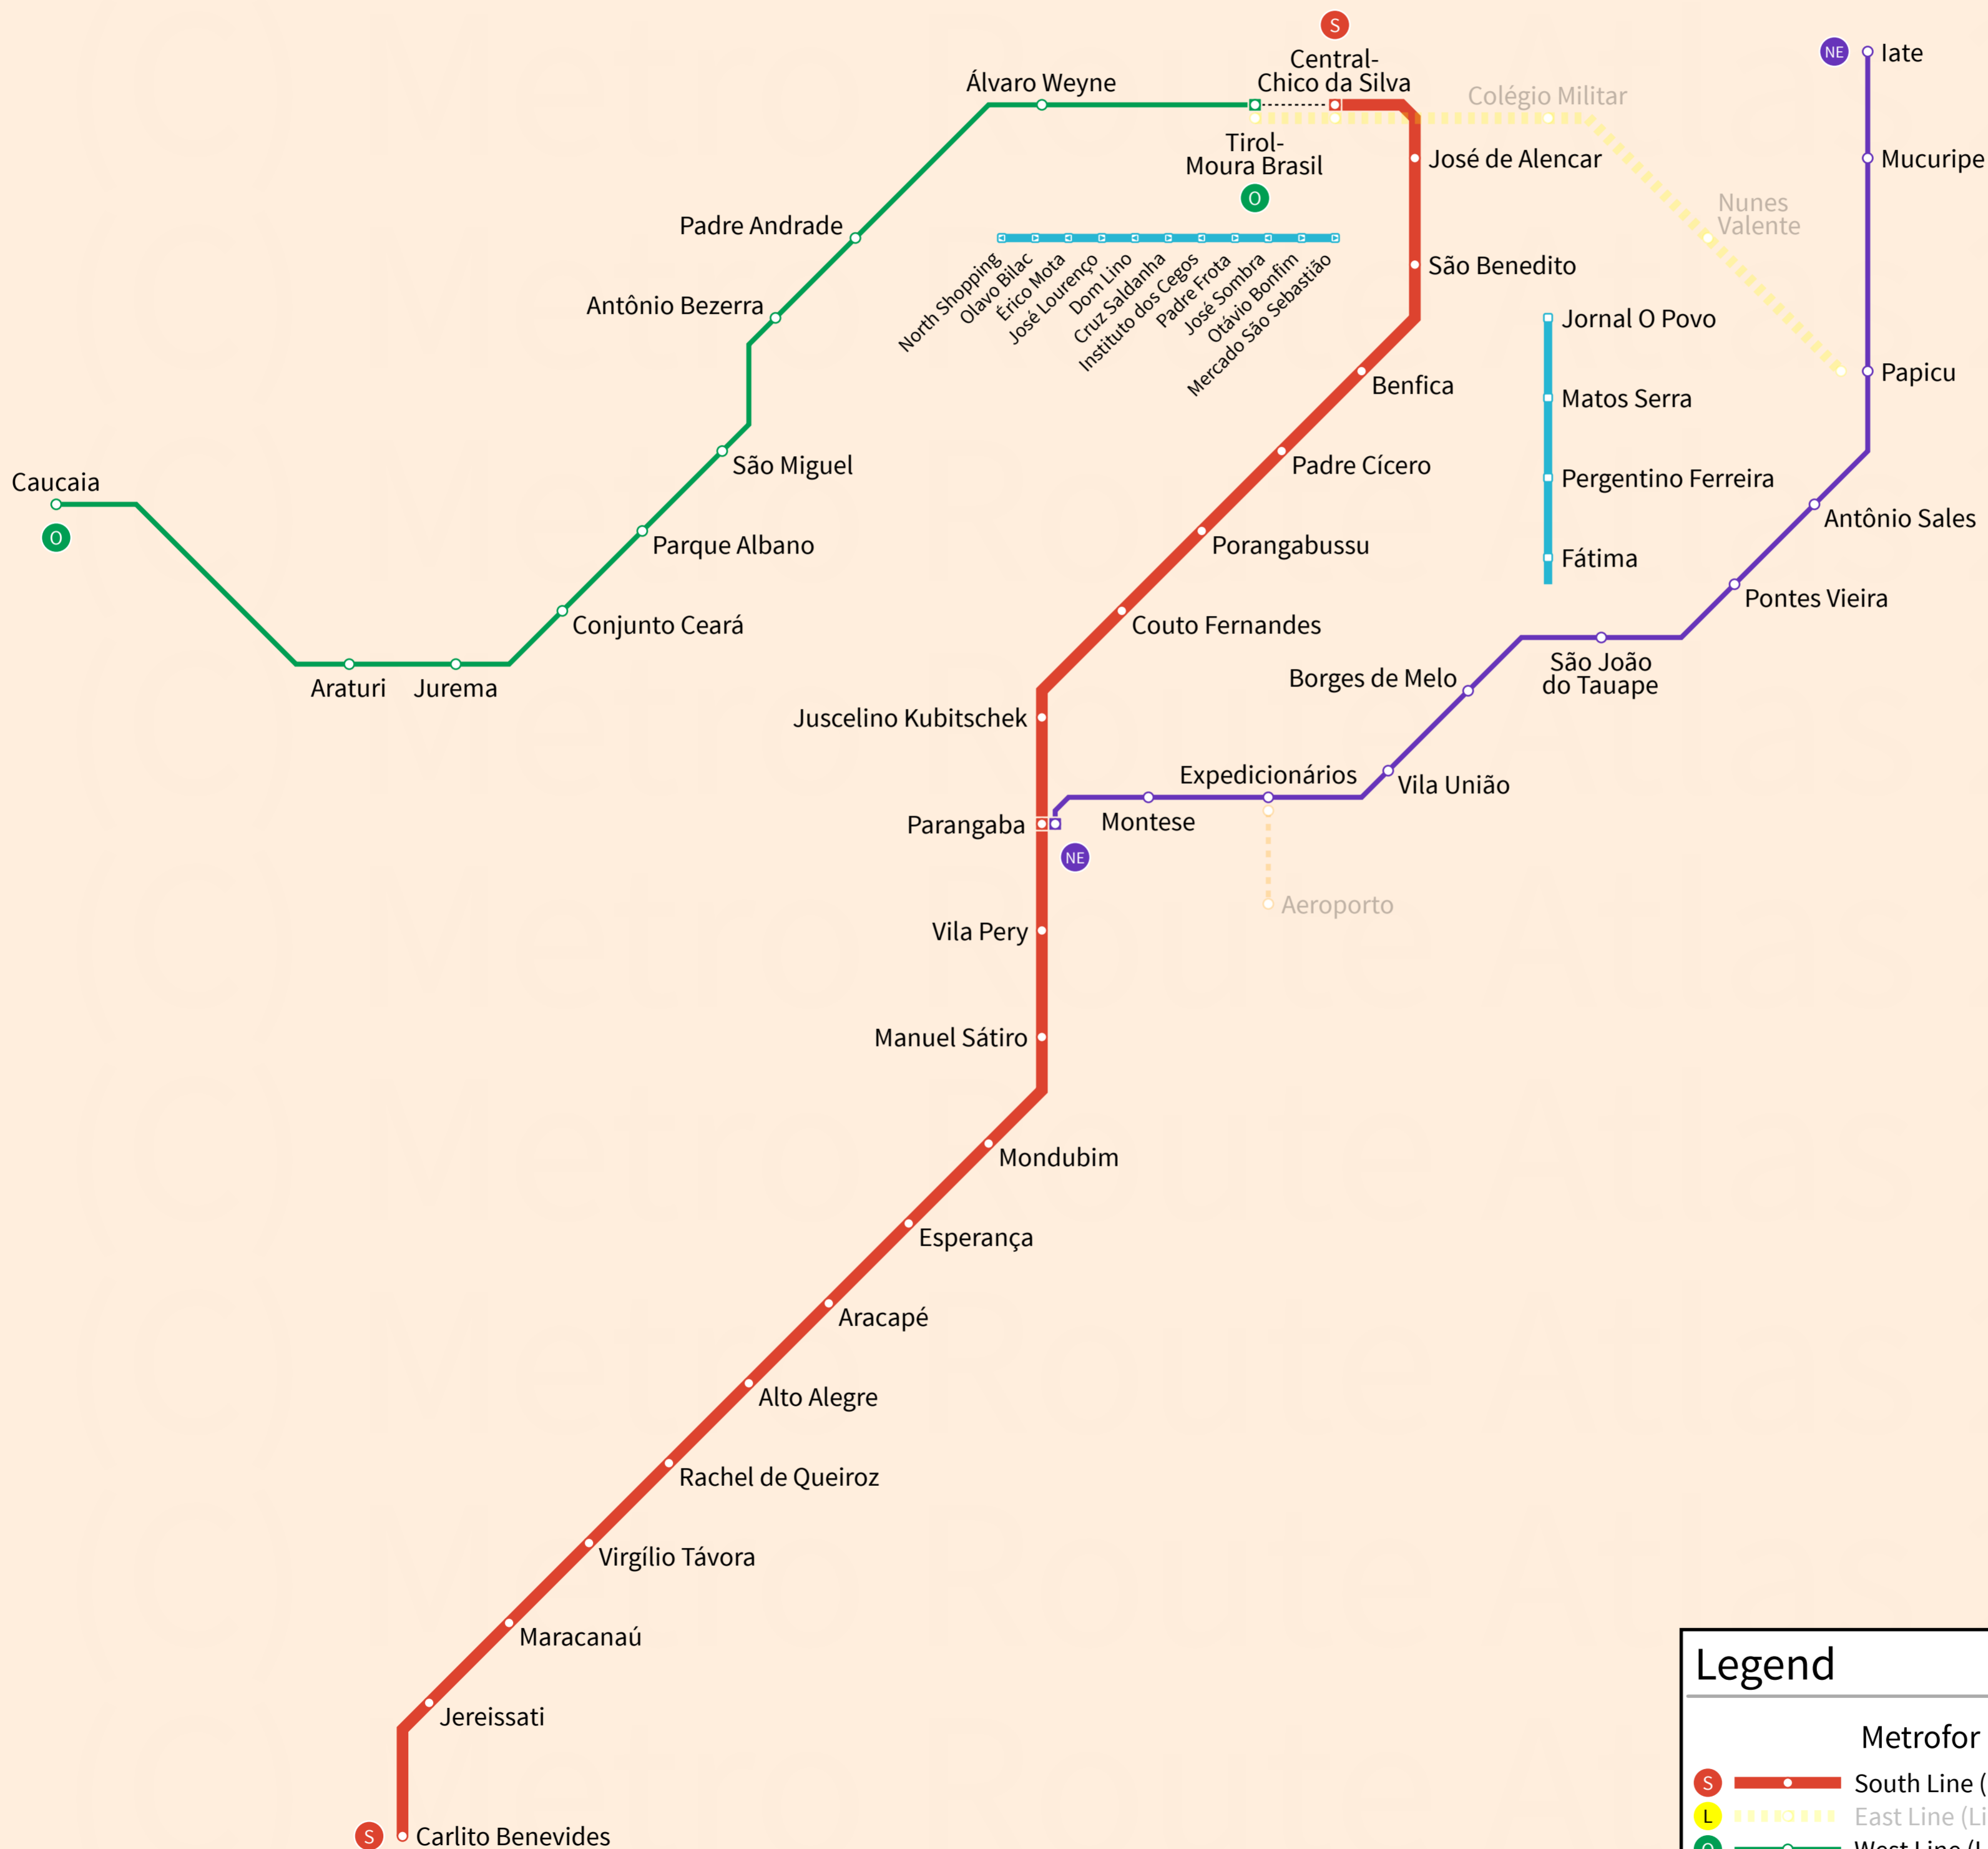 S
Central-
Chico da Silva
NE
Iate
Álvaro Weyne
Colégio Militar
Tirol-
Moura Brasil
O
José de Alencar
Mucuripe
Padre Andrade
Nunes
Valente
São Benedito
Antônio Bezerra
North Shopping
Olavo Bilac
Érico Mota
José Lourenço
Dom Lino
Cruz Saldanha
Instituto dos Cegos
Padre Frota
José Sombra
Otávio Bonfim
Mercado São Sebastião
Jornal O Povo
Benfica
Papicu
Matos Serra
São Miguel
Padre Cícero
Pergentino Ferreira
Caucaia
O
Antônio Sales
Parque Albano
Porangabussu
Fátima
Conjunto Ceará
Couto Fernandes
Pontes Vieira
São João
do Tauape
Araturi
Jurema
Borges de Melo
Juscelino Kubitschek
Expedicionários
Vila União
Parangaba
Montese
NE
Aeroporto
Vila Pery
Manuel Sátiro
Mondubim
Esperança
Aracapé
Alto Alegre
Rachel de Queiroz
Virgílio Távora
Maracanaú
Jereissati
S
Carlito Benevides
Legend
Metrofor
S South Line (
L East Line (Li
O West Line (L